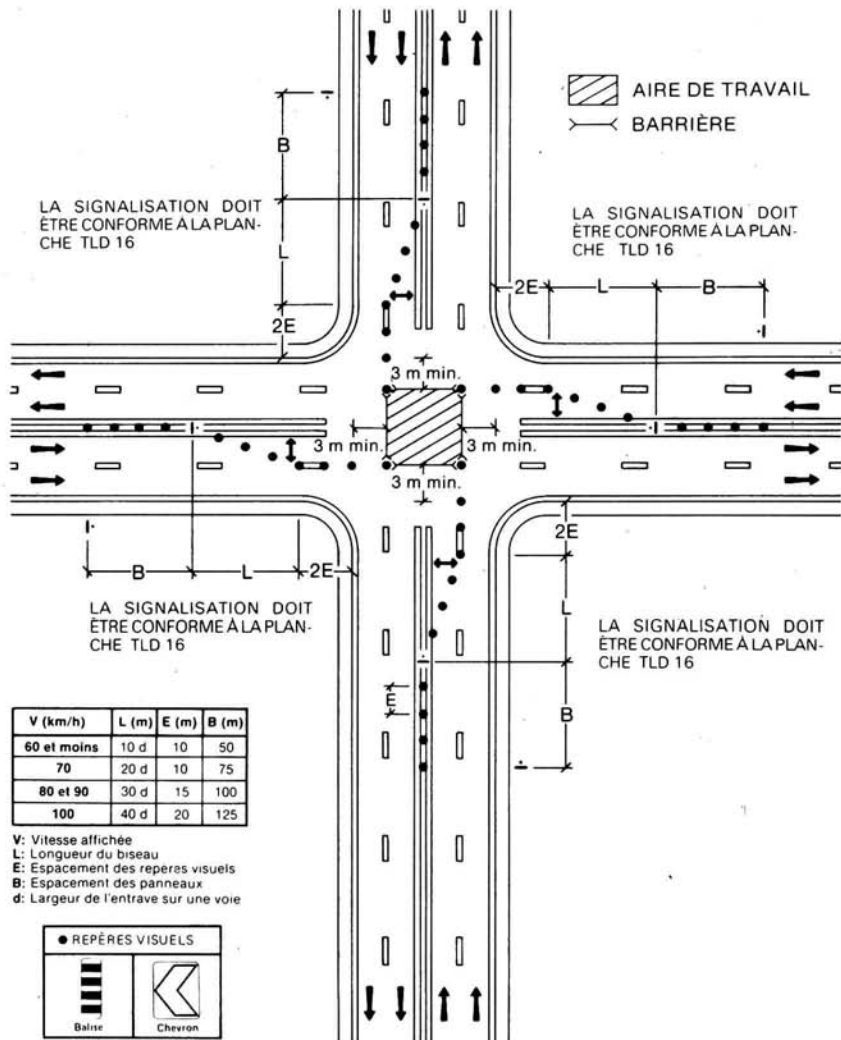 AIRE DE TRAVAIL
BARRIÈRE
B
LA SIGNALISATION DOIT
ÊTRE CONFORME À LA PLAN-
CHE TLD 16
L
2E
LA SIGNALISATION DOIT
ÊTRE CONFORME À LA PLAN-
CHE TLD 16
2E
L
B
3 m min.
3 m min.
3 m min.
3 m min.
B
L
2E
LA SIGNALISATION DOIT
ÊTRE CONFORME À LA PLAN-
CHE TLD 16
2E
L
LA SIGNALISATION DOIT
ÊTRE CONFORME À LA PLAN-
CHE TLD 16
B
E
V (km/h) L (m) E (m) B (m)
60 et moins 10 d 10 50
70 20 d 10 75
80 et 90 30 d 15 100
100 40 d 20 125
V: Vitesse affichée
L: Longueur du biseau
E: Espacement des repères visuels
B: Espacement des panneaux
d: Largeur de l'entrave sur une voie
● REPÈRES VISUELS
Balise
Chevron